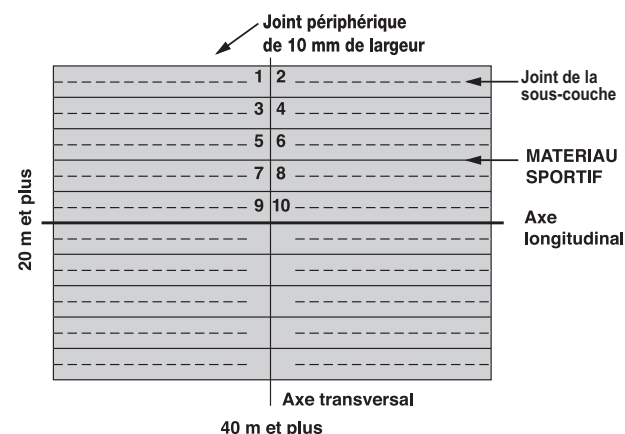 Joint périphérique
de 10 mm de largeur
1 2
3 4
5 6
7 8
9 10
Joint de la
sous-couche
MATERIAU
SPORTIF
Axe
longitudinal
20 m et plus
Axe transversal
40 m et plus